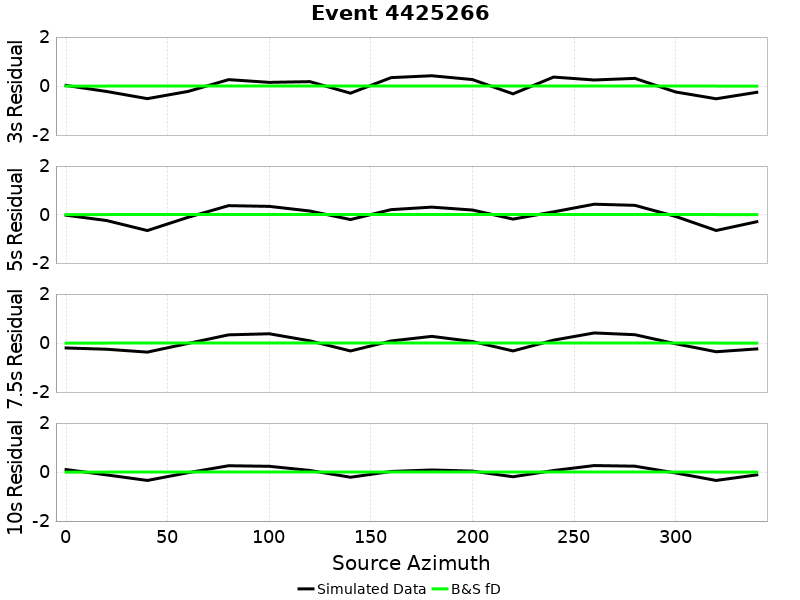 Event 4425266
3s Residual
2
0
-2
5s Residual
2
0
-2
7.5s Residual
2
0
-2
10s Residual
2
0
-2
0 50 100 150 200 250 300
Source Azimuth
Simulated Data B&S fD